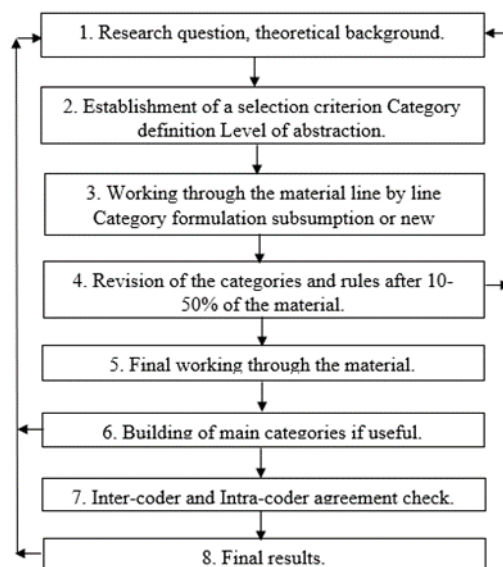 1. Research question, theoretical background.
2. Establishment of a selection criterion Category
definition Level of abstraction.
3. Working through the material line by line
Category formulation subsumption or new
4. Revision of the categories and rules after 10-
50% of the material.
5. Final working through the material.
6. Building of main categories if useful.
7. Inter-coder and Intra-coder agreement check.
8. Final results.